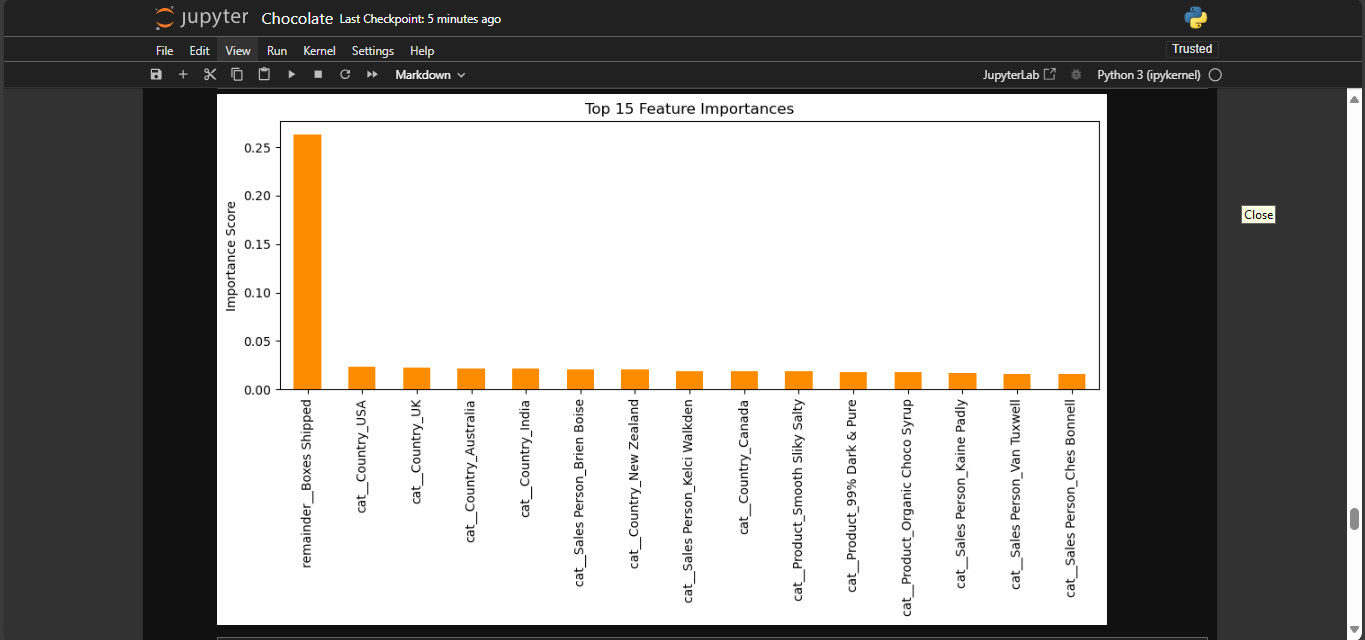 jupyter Chocolate Last Checkpoint: 5 minutes ago
File Edit View Run Kernel Settings Help Trusted
Markdown JupyterLab Python 3 (ipykernel)
Top 15 Feature Importances
Close
Importance Score
0.25
0.20
0.15
0.10
0.05
0.00
remainder__Boxes Shipped
cat__Country_USA
cat__Country_UK
cat__Country_Australia
cat__Country_India
cat__Sales Person_Brien Boise
cat__Country_New Zealand
cat__Sales Person_Kelci Walkden
cat__Country_Canada
cat__Product_Smooth Sliky Salty
cat__Product_99% Dark & Pure
cat__Product_Organic Choco Syrup
cat__Sales Person_Kaine Padly
cat__Sales Person_Van Tuxwell
cat__Sales Person_Ches Bonnell